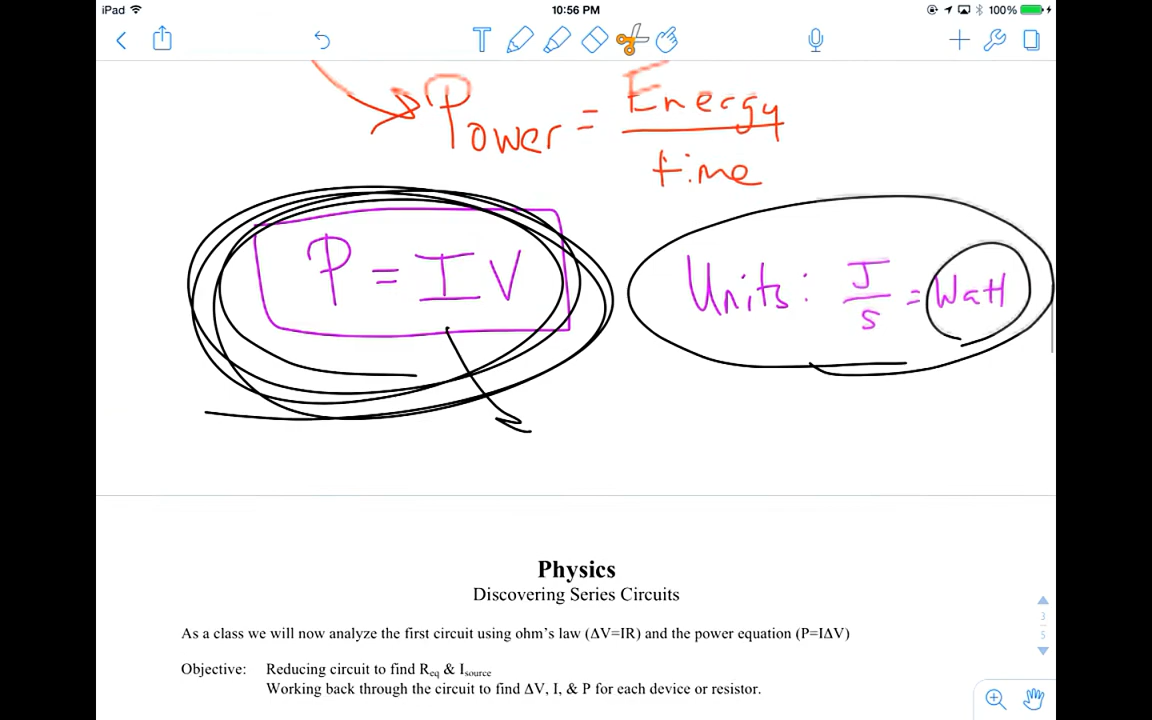 iPad 10:56 PM 100%
T
Power = Energy
time
P = IV
Units: J/s = Watt
Physics
Discovering Series Circuits
As a class we will now analyze the first circuit using ohm's law (ΔV=IR) and the power equation (P=IΔV)
Objective: Reducing circuit to find Req & Isource
Working back through the circuit to find ΔV, I, & P for each device or resistor.
3
5